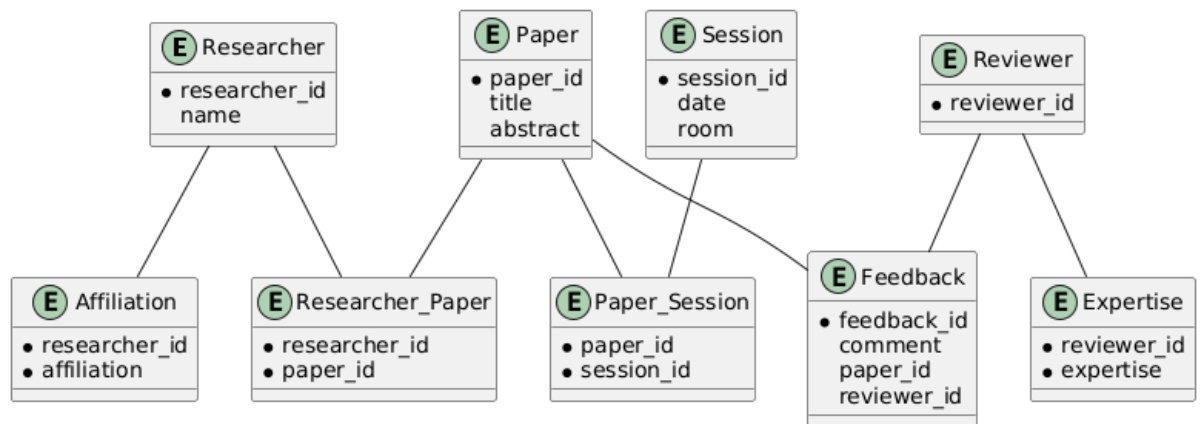 E Researcher
researcher_id
name
E Paper
paper_id
title
abstract
E Session
session_id
date
room
E Reviewer
reviewer_id
E Affiliation
researcher_id
affiliation
E Researcher_Paper
researcher_id
paper_id
E Paper_Session
paper_id
session_id
E Feedback
feedback_id
comment
paper_id
reviewer_id
E Expertise
reviewer_id
expertise